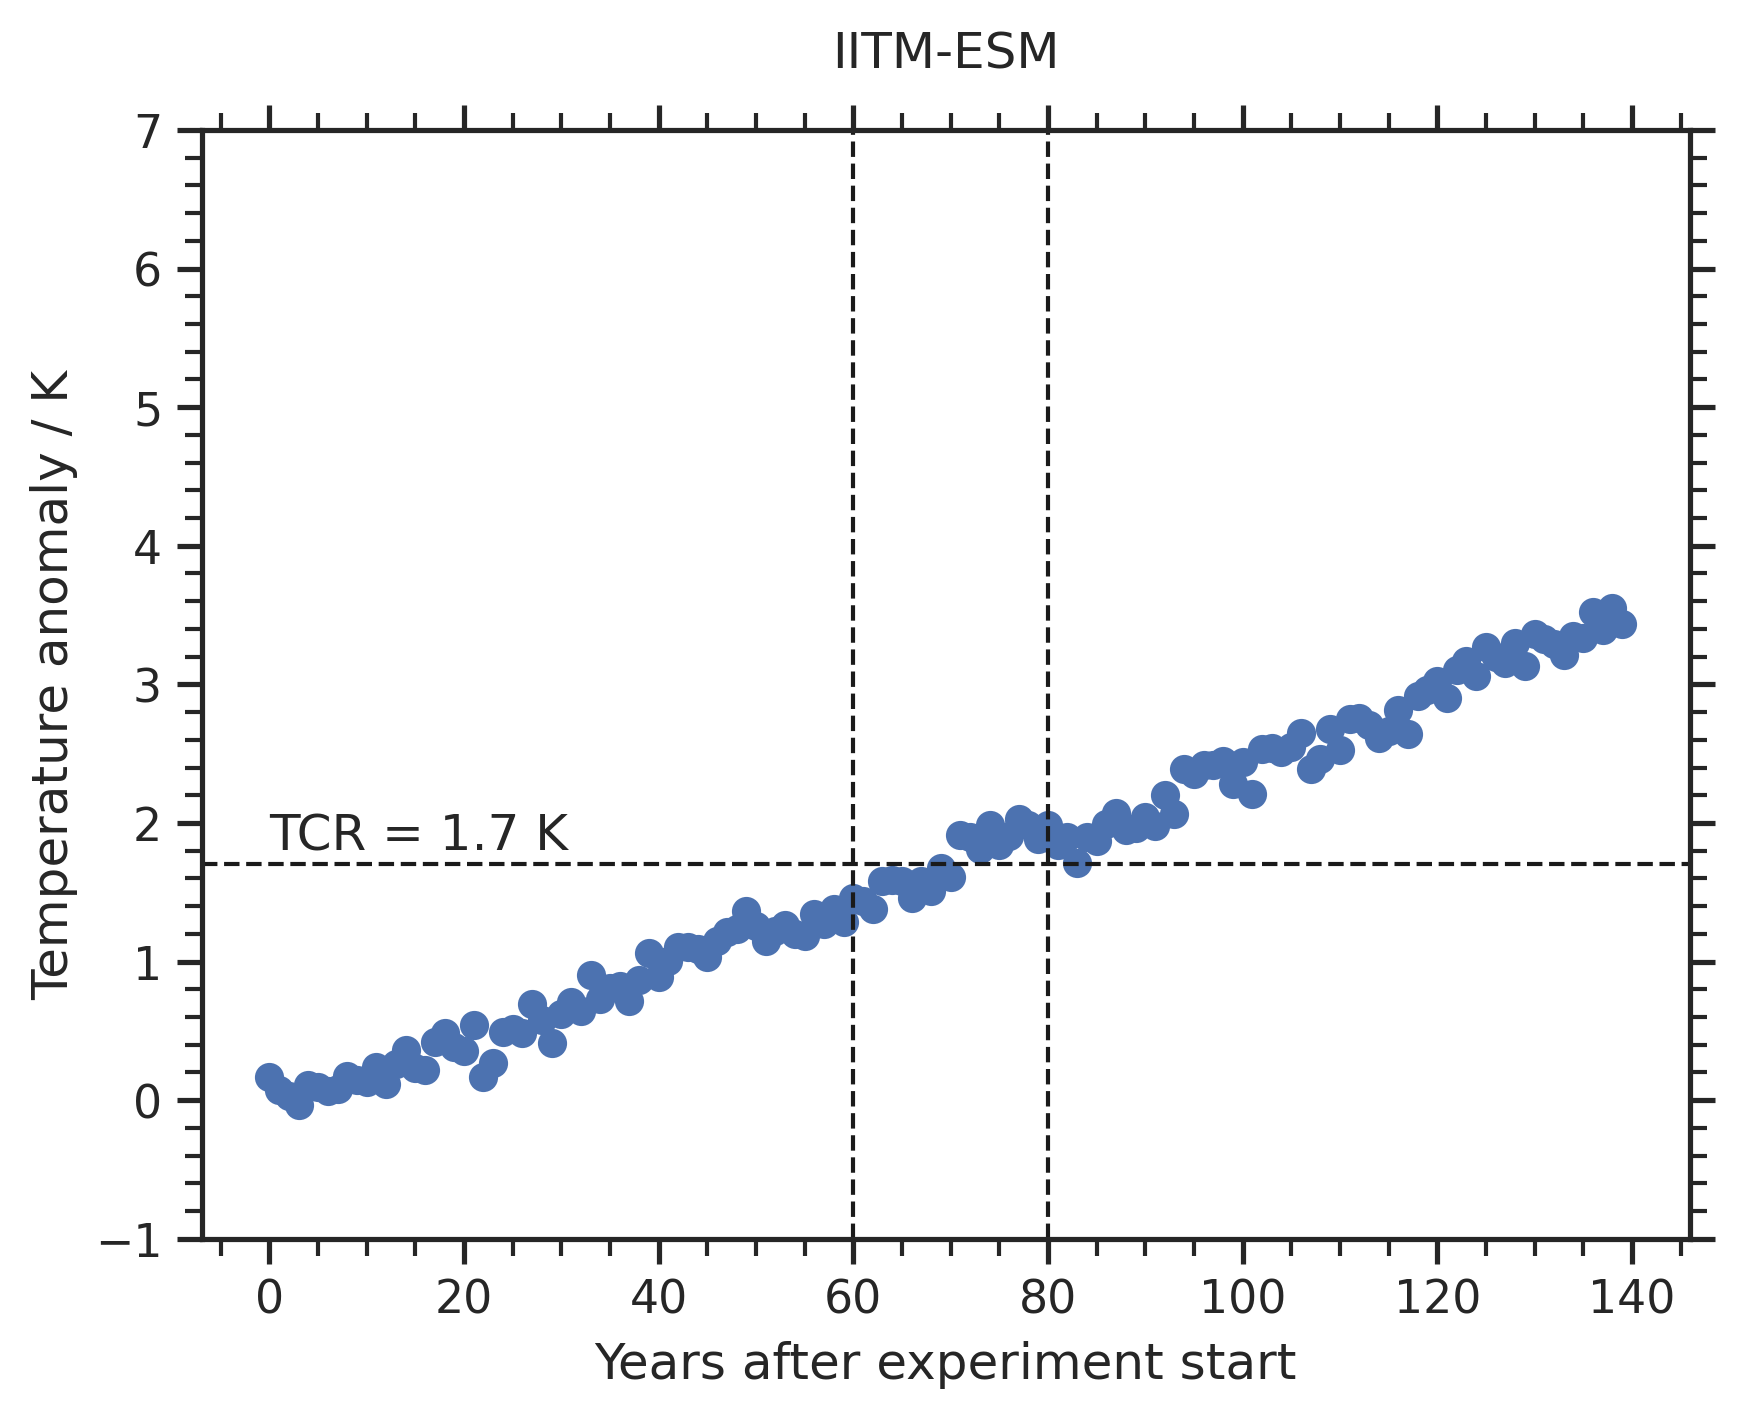 IITM-ESM
7
6
5
4
3
2
1
0
−1
Temperature anomaly / K
TCR = 1.7 K
0 20 40 60 80 100 120 140
Years after experiment start